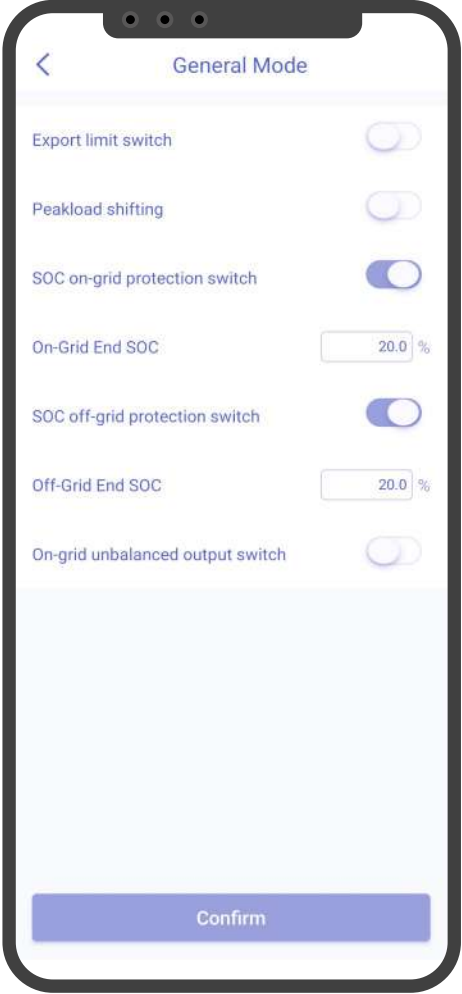 General Mode
Export limit switch
Peakload shifting
SOC on-grid protection switch
On-Grid End SOC 20.0 %
SOC off-grid protection switch
Off-Grid End SOC 20.0 %
On-grid unbalanced output switch
Confirm